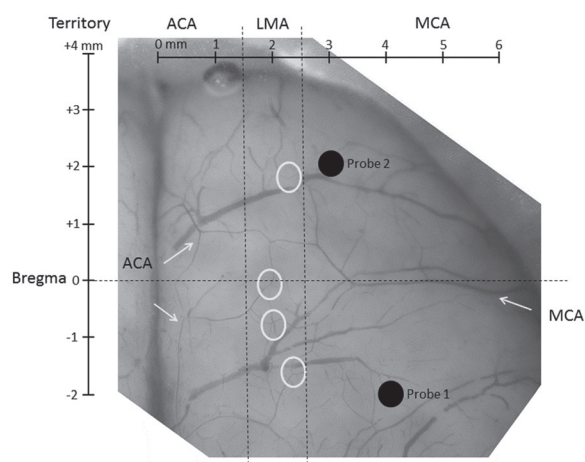 Territory ACA LMA MCA
+4 mm 0 mm 1 2 3 4 5 6
+3
+2 Probe 2
+1
ACA
Bregma 0
MCA
-1
-2 Probe 1